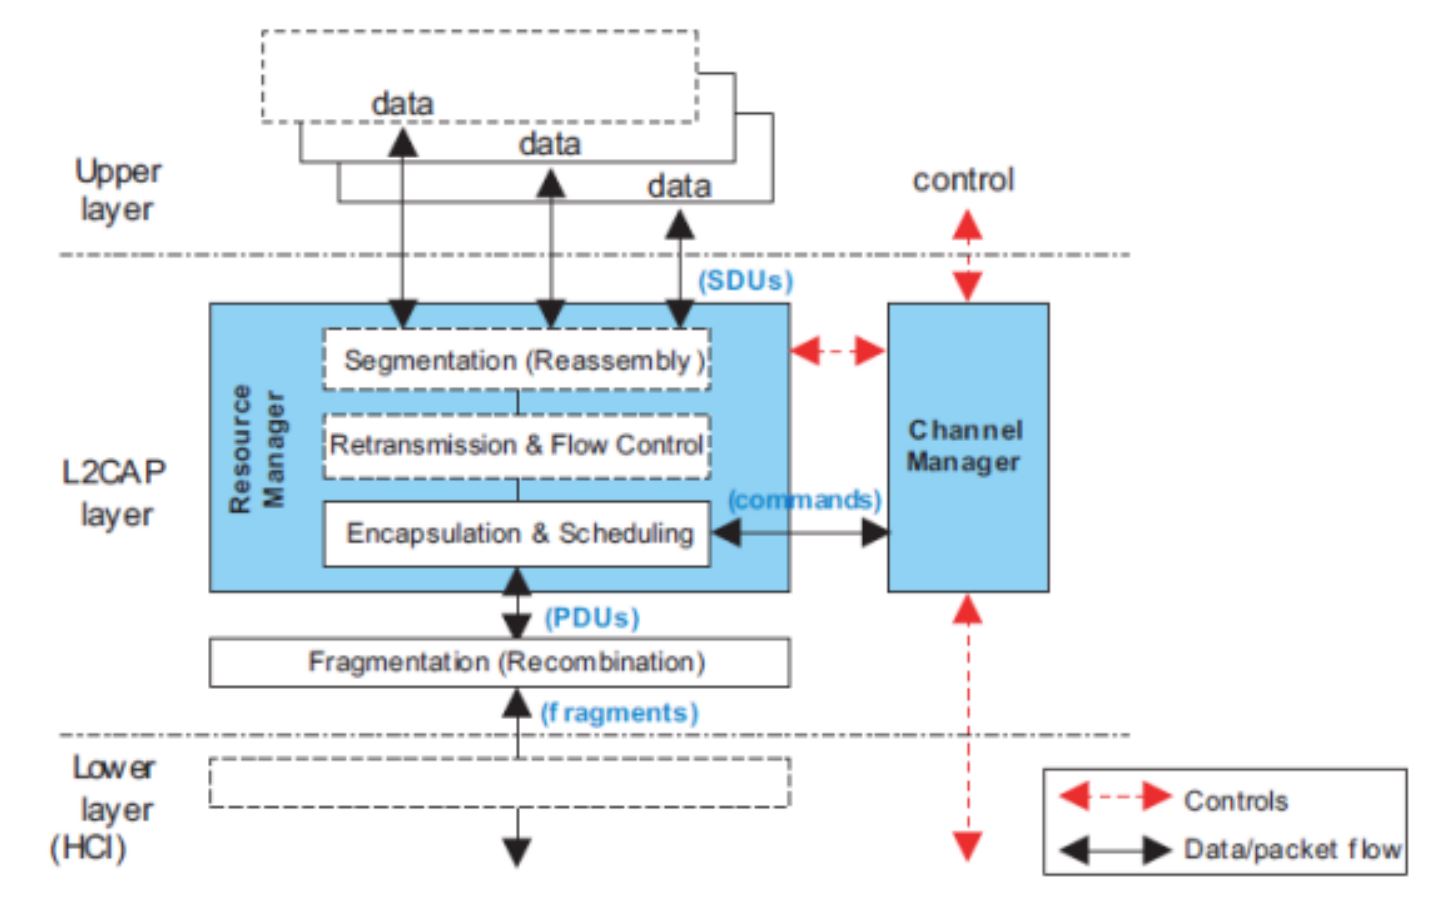 data
data
data
Upper
layer
control
(SDUs)
Segmentation (Reassembly)
Resource
Manager
Retransmission & Flow Control
Channel
Manager
L2CAP
layer
(commands)
Encapsulation & Scheduling
(PDUs)
Fragmentation (Recombination)
(fragments)
Lower
layer
(HCI)
Controls
Data/packet flow